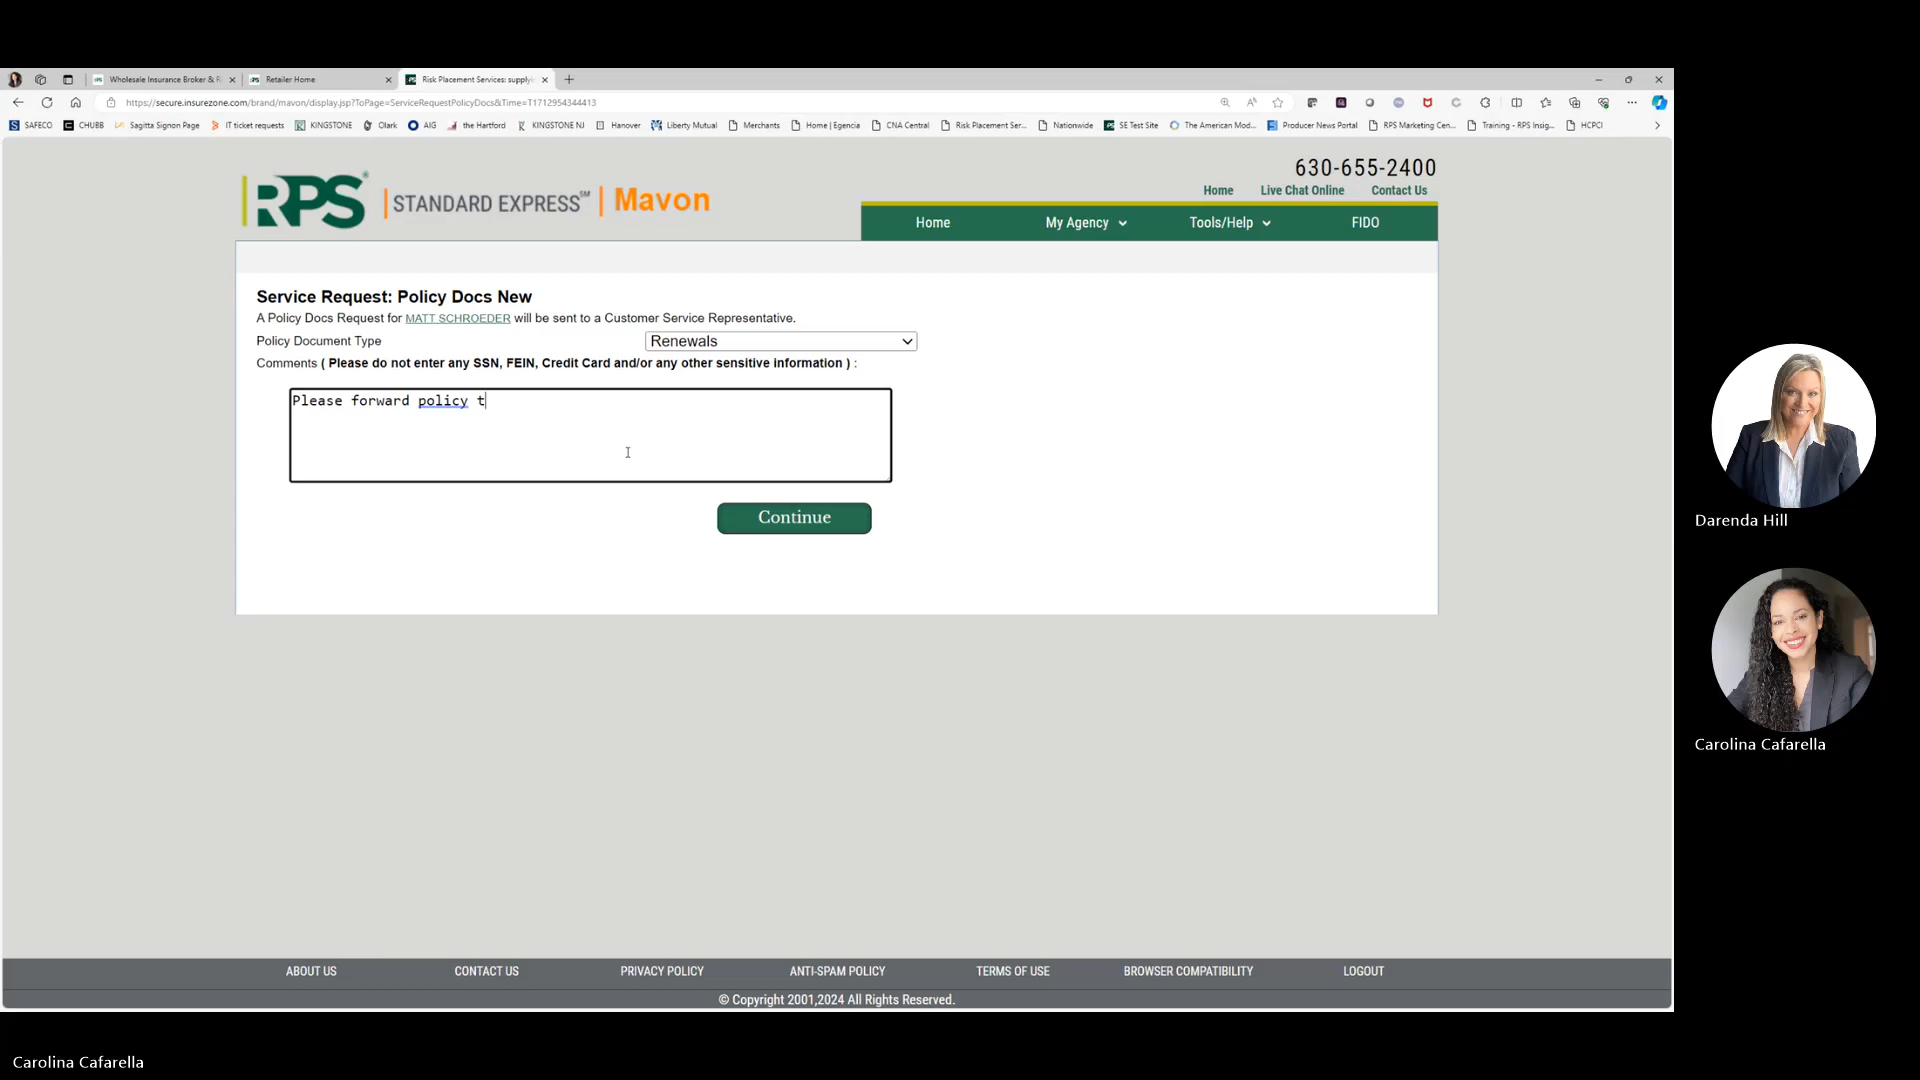 Wholesale Insurance Broker & R
Retailer Home
Risk Placement Services: supply
https://secure.insurezone.com/brand/mavon/display.jsp?ToPage=ServiceRequestPolicyDocs&Time=T1712954344413
SAFECO CHUBB Sagitta Signon Page IT ticket requests KINGSTONE Olark AIG the Hartford KINGSTONE NJ Hanover Liberty Mutual Merchants Home | Egencia CNA Central Risk Placement Ser... Nationwide SE Test Site The American Mod... Producer News Portal RPS Marketing Cen... Training - RPS Insig... HCPCI
630-655-2400
Home Live Chat Online Contact Us
RPS® STANDARD EXPRESS℠ | Mavon
Home My Agency Tools/Help FIDO
Service Request: Policy Docs New
A Policy Docs Request for MATT SCHROEDER will be sent to a Customer Service Representative.
Policy Document Type Renewals
Comments ( Please do not enter any SSN, FEIN, Credit Card and/or any other sensitive information ) :
Please forward policy t
Continue
Darenda Hill
Carolina Cafarella
ABOUT US CONTACT US PRIVACY POLICY ANTI-SPAM POLICY TERMS OF USE BROWSER COMPATIBILITY LOGOUT
© Copyright 2001,2024 All Rights Reserved.
Carolina Cafarella